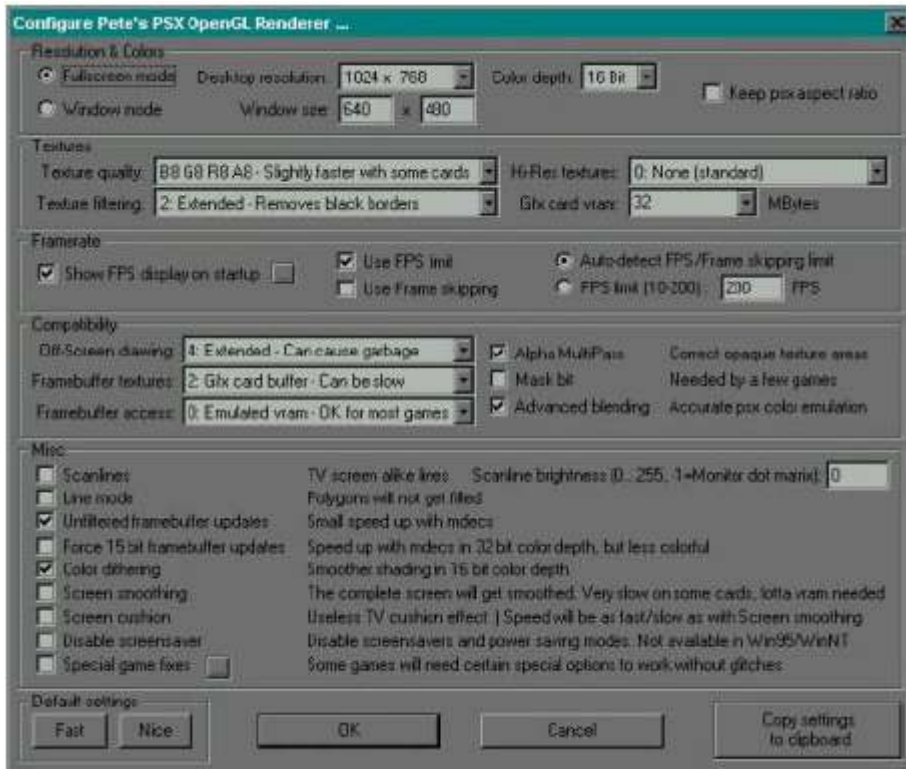 Configure Pete's PSX OpenGL Renderer ...
Resolution & Colors
Fullscreen mode Desktop resolution: 1024 x 768 Color depth: 16 Bit
Keep psx aspect ratio
Window mode Window size: 640 x 480
Textures
Texture quality: B8 G8 R8 A8 - Slightly faster with some cards Hi-Res textures: 0: None (standard)
Texture filtering: 2: Extended - Removes black borders Gfx card vram: 32 MBytes
Framerate
Show FPS display on startup
Use FPS limit
Use Frame skipping
Auto-detect FPS/Frame skipping limit
FPS limit (10-200) : 200 FPS
Compatibility
Off-Screen drawing: 4: Extended - Can cause garbage Alpha MultiPass Correct opaque texture areas
Framebuffer textures: 2: Gfx card buffer - Can be slow Mask bit Needed by a few games
Framebuffer access: 0: Emulated vram - OK for most games Advanced blending Accurate psx color emulation
Misc
Scanlines TV screen alike lines Scanline brightness (0.. 255, -1=Monitor dot matrix): 0
Line mode Polygons will not get filled
Unfiltered framebuffer updates Small speed up with mdecs
Force 15 bit framebuffer updates Speed up with mdecs in 32 bit color depth, but less colorful
Color dithering Smoother shading in 16 bit color depth
Screen smoothing The complete screen will get smoothed. Very slow on some cards, lotta vram needed
Screen cushion Useless TV cushion effect :) Speed will be as fast/slow as with Screen smoothing
Disable screensaver Disable screensavers and power saving modes. Not available in Win95/WinNT
Special game fixes Some games will need certain special options to work without glitches
Default settings
Fast Nice OK Cancel Copy settings
to clipboard